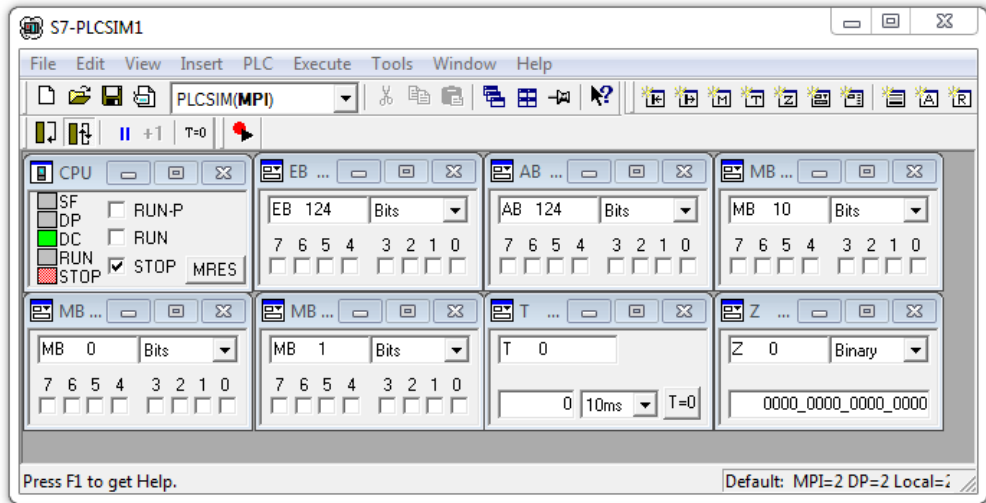 S7-PLCSIM1
File Edit View Insert PLC Execute Tools Window Help
PLCSIM(MPI)
+1 T=0
CPU
SF
DP
DC
RUN
STOP
RUN-P
RUN
STOP MRES
EB ...
EB 124 Bits
7 6 5 4 3 2 1 0
AB ...
AB 124 Bits
7 6 5 4 3 2 1 0
MB ...
MB 10 Bits
7 6 5 4 3 2 1 0
MB ...
MB 0 Bits
7 6 5 4 3 2 1 0
MB ...
MB 1 Bits
7 6 5 4 3 2 1 0
T ...
T 0
0 10ms T=0
Z ...
Z 0 Binary
0000_0000_0000_0000
Press F1 to get Help.
Default: MPI=2 DP=2 Local=2